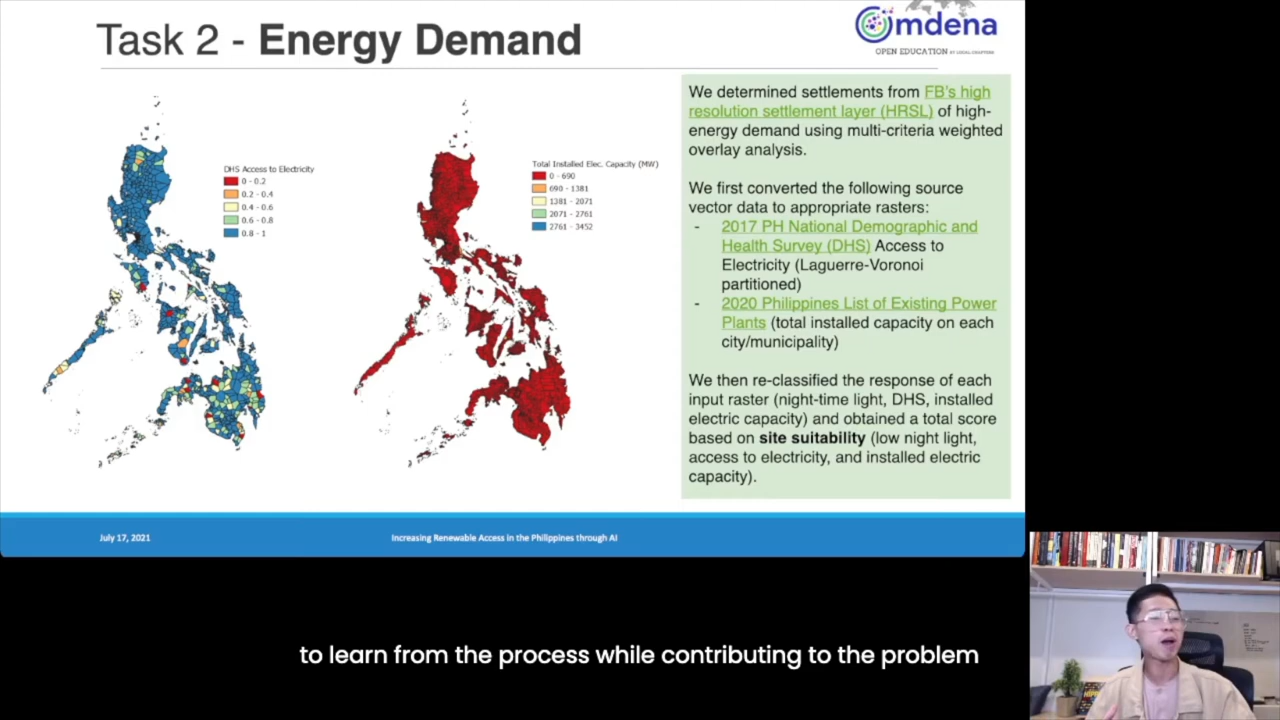 Task 2 - Energy Demand
omdena
OPEN EDUCATION AT LOCAL CHAPTERS
DHS Access to Electricity
0 - 0.2
0.2 - 0.4
0.4 - 0.6
0.6 - 0.8
0.8 - 1
Total Installed Elec. Capacity (MW)
0 - 690
690 - 1381
1381 - 2071
2071 - 2761
2761 - 3452
We determined settlements from FB's high
resolution settlement layer (HRSL) of high-
energy demand using multi-criteria weighted
overlay analysis.
We first converted the following source
vector data to appropriate rasters:
- 2017 PH National Demographic and
Health Survey (DHS) Access to
Electricity (Laguerre-Voronoi
partitioned)
- 2020 Philippines List of Existing Power
Plants (total installed capacity on each
city/municipality)
We then re-classified the response of each
input raster (night-time light, DHS, installed
electric capacity) and obtained a total score
based on site suitability (low night light,
access to electricity, and installed electric
capacity).
July 17, 2021
Increasing Renewable Access in the Philippines through AI
to learn from the process while contributing to the problem